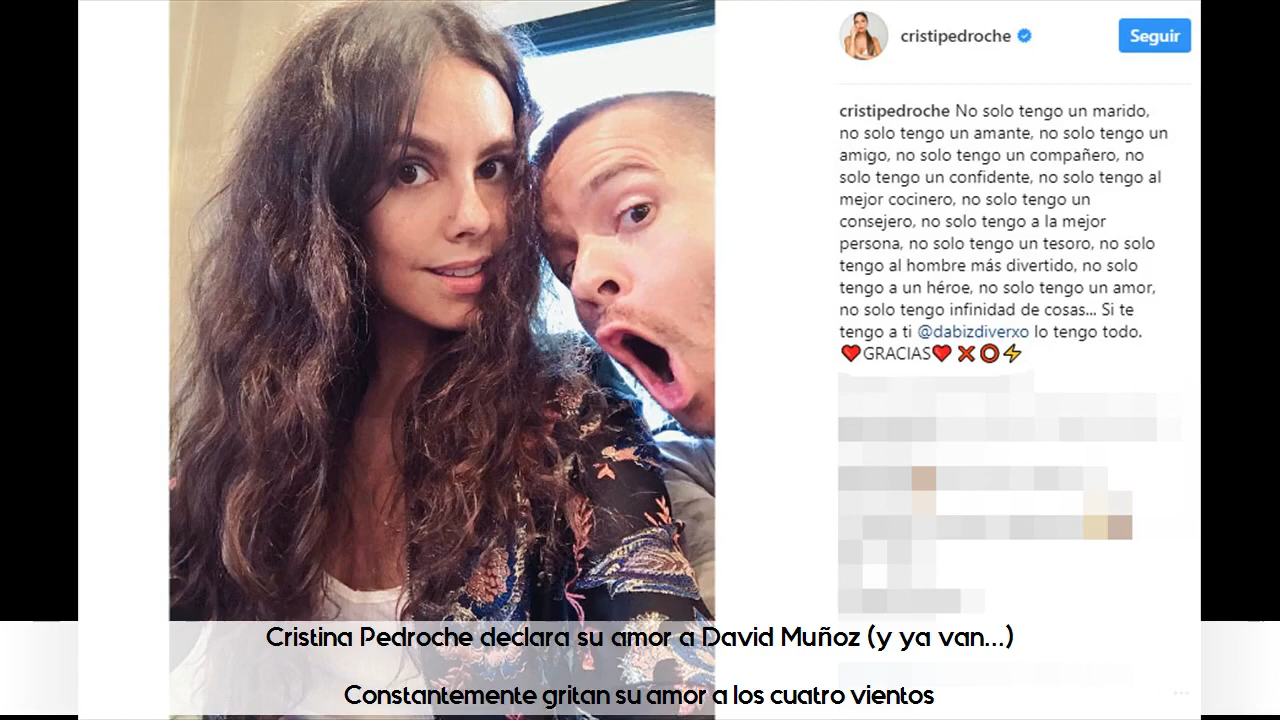 cristipedroche
Seguir
cristipedroche No solo tengo un marido,
no solo tengo un amante, no solo tengo un
amigo, no solo tengo un compañero, no
solo tengo un confidente, no solo tengo al
mejor cocinero, no solo tengo un
consejero, no solo tengo a la mejor
persona, no solo tengo un tesoro, no solo
tengo al hombre más divertido, no solo
tengo a un héroe, no solo tengo un amor,
no solo tengo infinidad de cosas... Si te
tengo a ti @dabizdiverxo lo tengo todo.
❤️GRACIAS❤️ ❌⭕⚡
Cristina Pedroche declara su amor a David Muñoz (y ya van...)
Constantemente gritan su amor a los cuatro vientos